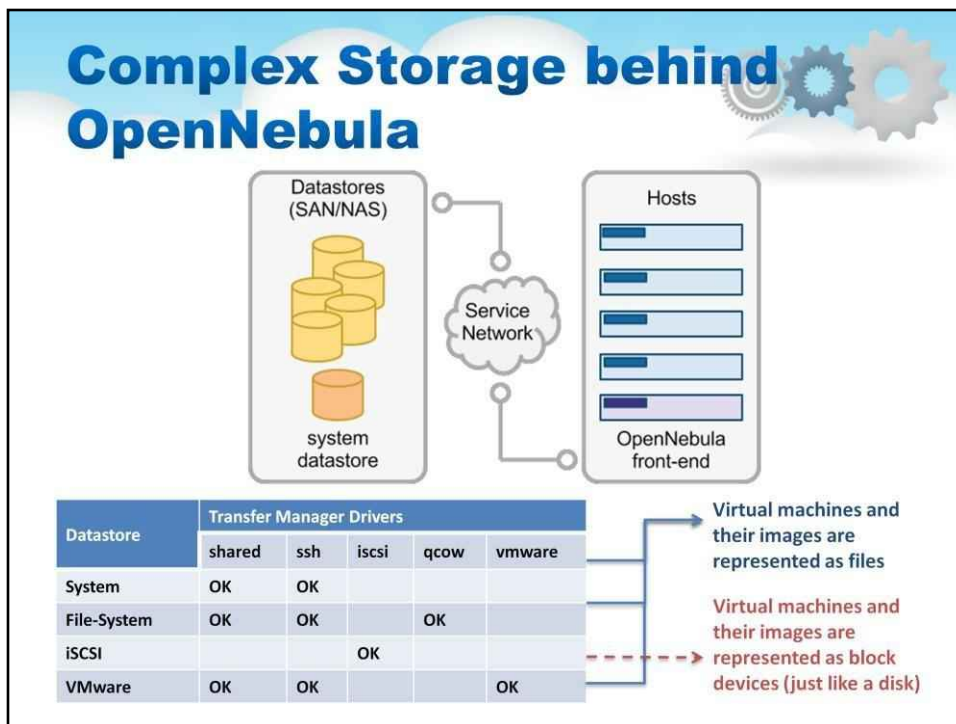 Complex Storage behind
OpenNebula
Datastores
(SAN/NAS)
system
datastore
Service
Network
Hosts
OpenNebula
front-end
Datastore
Transfer Manager Drivers
shared ssh iscsi qcow vmware
System OK OK
File-System OK OK OK
iSCSI OK
VMware OK OK OK
Virtual machines and
their images are
represented as files
Virtual machines and
their images are
represented as block
devices (just like a disk)